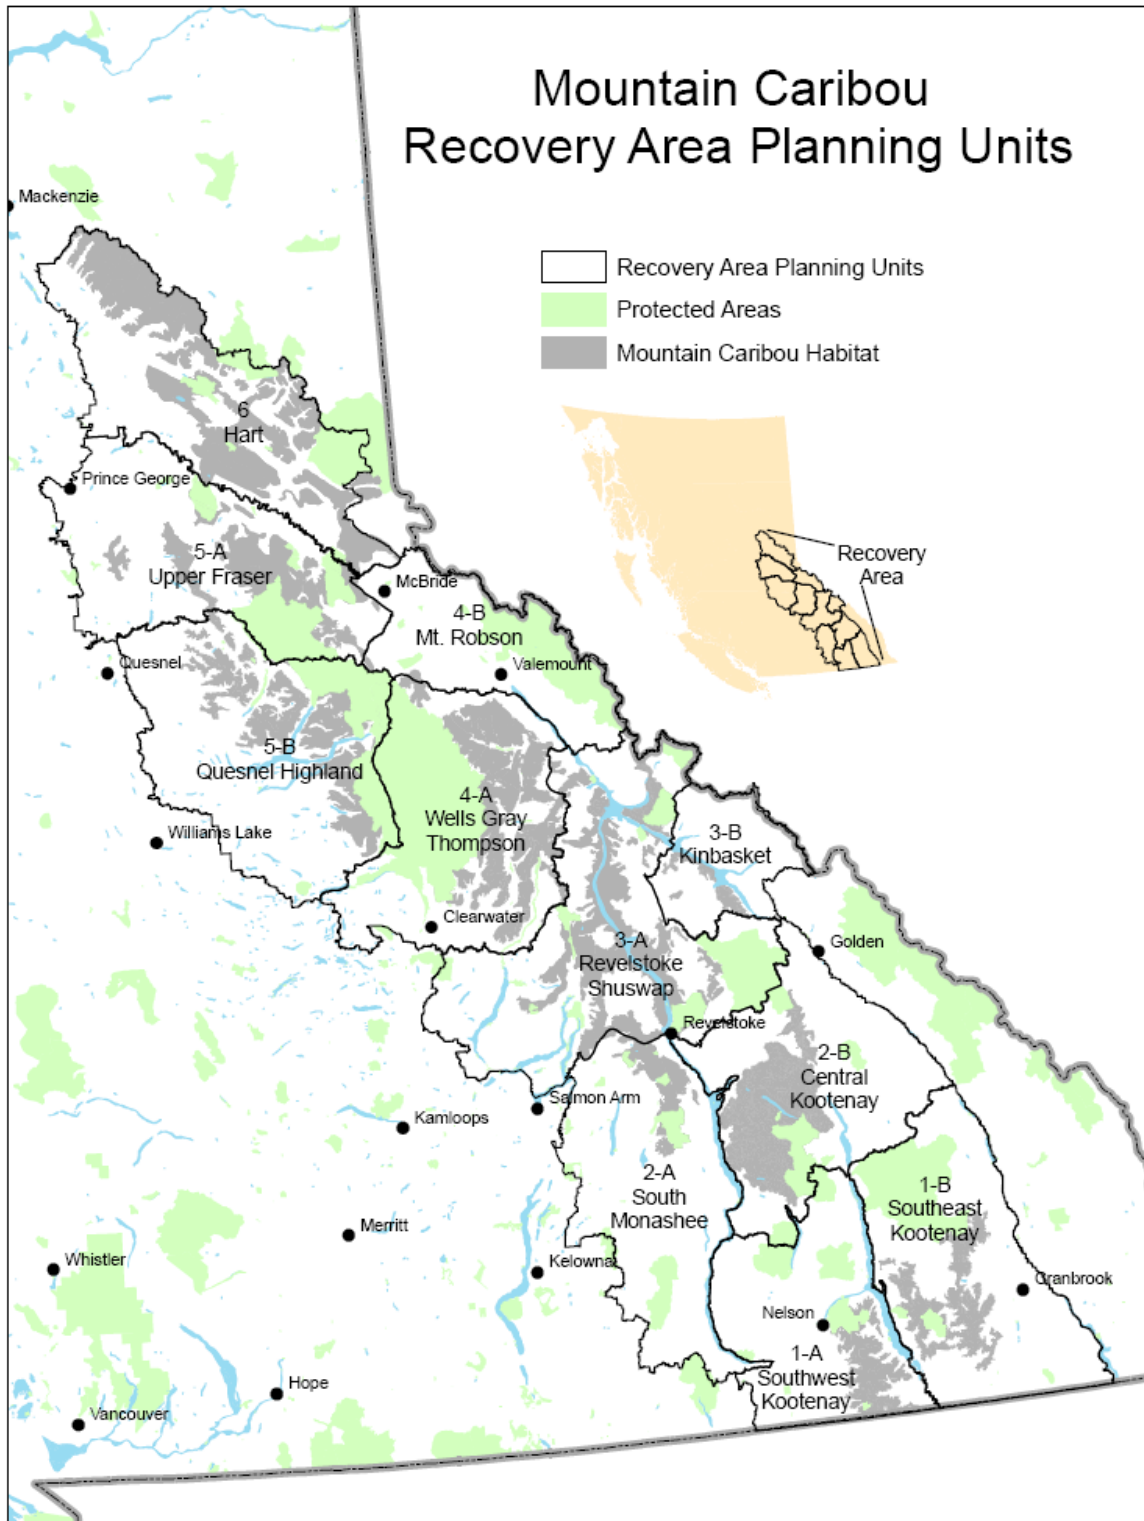 Mountain Caribou
Recovery Area Planning Units
Mackenzie
Recovery Area Planning Units
Protected Areas
Mountain Caribou Habitat
6
Hart
Prince George
5-A
Upper Fraser
Recovery
Area
McBride
4-B
Mt. Robson
Quesnel
Valemount
5-B
Quesnel Highland
4-A
Wells Gray
Thompson
Williams Lake
3-B
Kinbasket
Clearwater
3-A
Revelstoke
Shuswap
Golden
Revelstoke
2-B
Central
Kootenay
Salmon Arm
Kamloops
2-A
South
Monashee
1-B
Southeast
Kootenay
Merritt
Whistler
Kelowna
Cranbrook
Nelson
1-A
Southwest
Kootenay
Hope
Vancouver